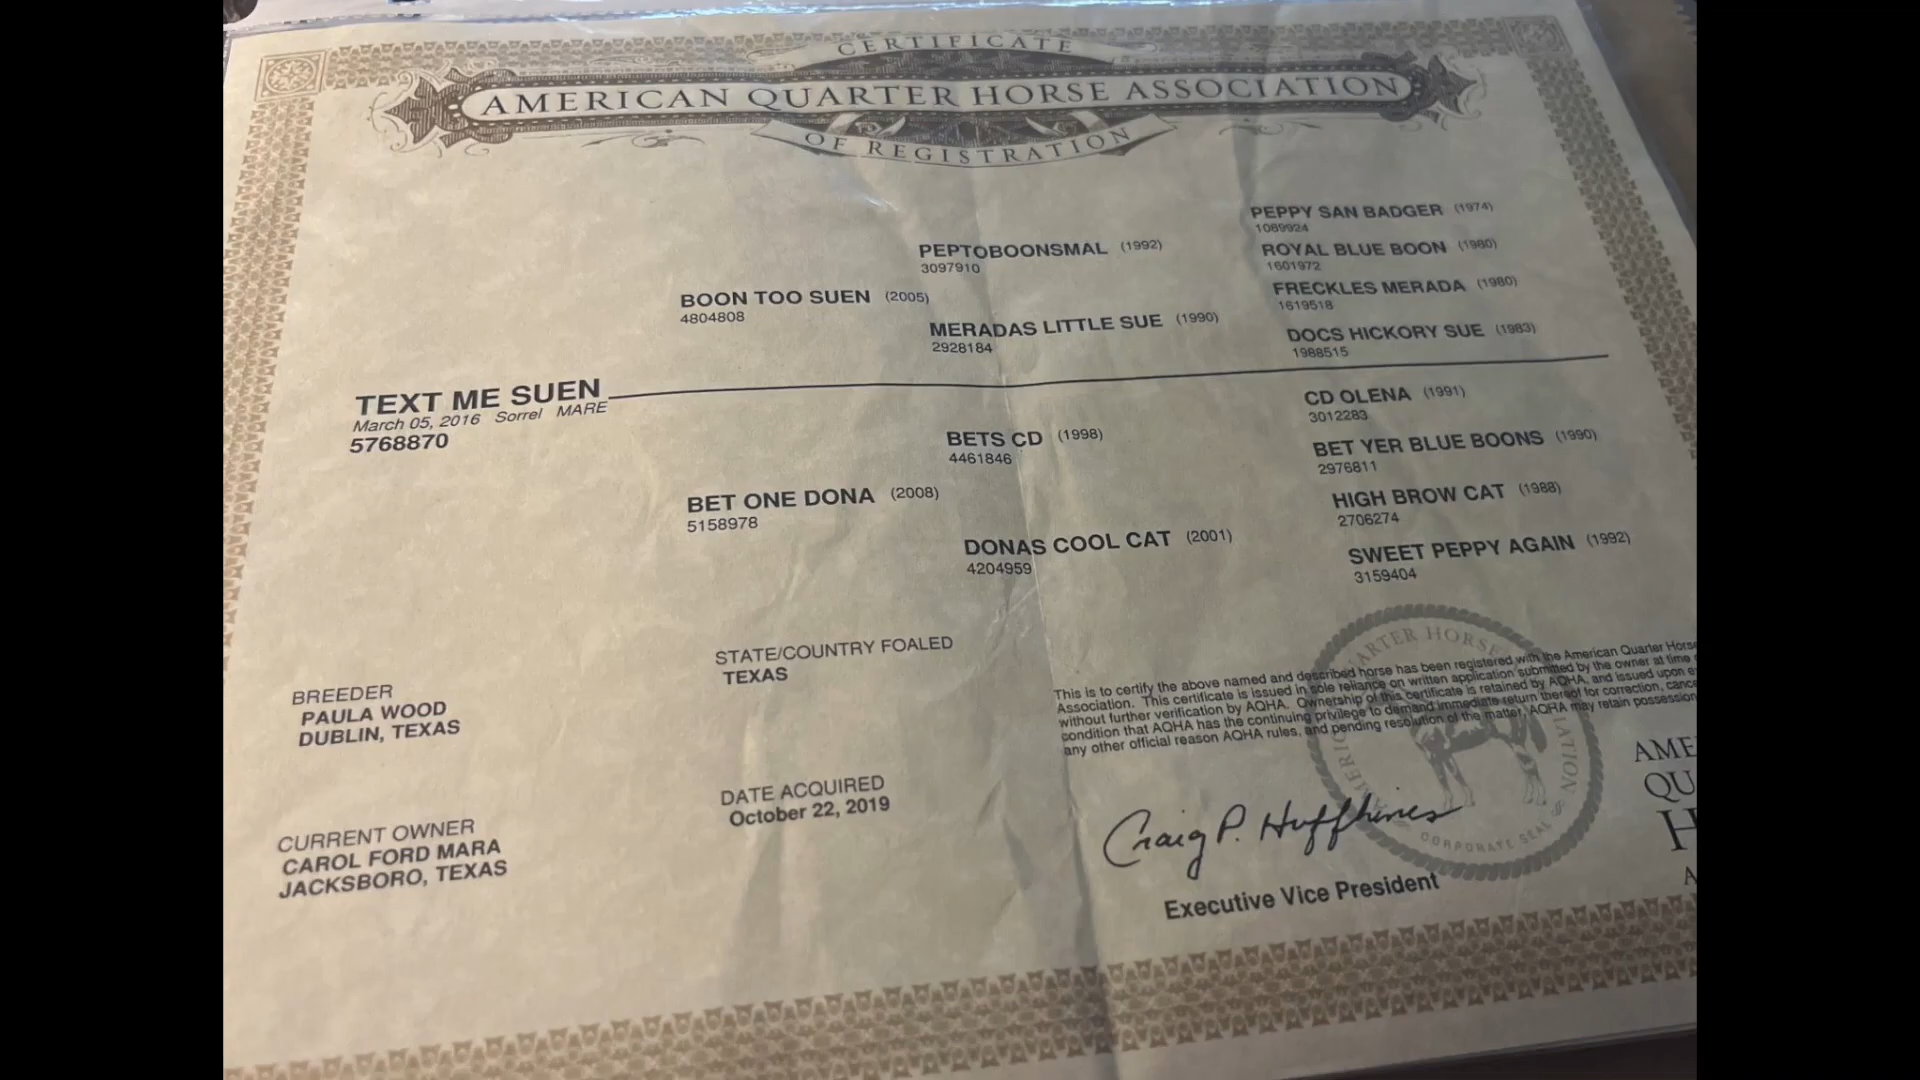 CERTIFICATE
AMERICAN QUARTER HORSE ASSOCIATION
OF REGISTRATION
PEPPY SAN BADGER (1974)
1089924
PEPTOBOONSMAL (1992)
3097910
ROYAL BLUE BOON (1980)
1601972
BOON TOO SUEN (2005)
4804808
FRECKLES MERADA (1980)
1619518
MERADAS LITTLE SUE (1990)
2928184
DOCS HICKORY SUE (1983)
1988515
TEXT ME SUEN
March 05, 2016 Sorrel MARE
5768870
CD OLENA (1991)
3012283
BETS CD (1998)
4461846
BET YER BLUE BOONS (1990)
2976811
BET ONE DONA (2008)
5158978
HIGH BROW CAT (1988)
2706274
DONAS COOL CAT (2001)
4204959
SWEET PEPPY AGAIN (1992)
3159404
STATE/COUNTRY FOALED
TEXAS
BREEDER
PAULA WOOD
DUBLIN, TEXAS
DATE ACQUIRED
October 22, 2019
CURRENT OWNER
CAROL FORD MARA
JACKSBORO, TEXAS
This is to certify the above named and described horse has been registered with the American Quarter Horse
Association. This certificate is issued in sole reliance on written application submitted by the owner at time
without further verification by AQHA. Ownership of this certificate is retained by AQHA, and issued upon
condition that AQHA has the continuing privilege to demand immediate return thereof for correction,
any other official reason AQHA rules, and pending resolution of the matter, AQHA may retain possession
CORPORATE SEAL
Craig P. Huffhines
Executive Vice President
AME
QU
H
A